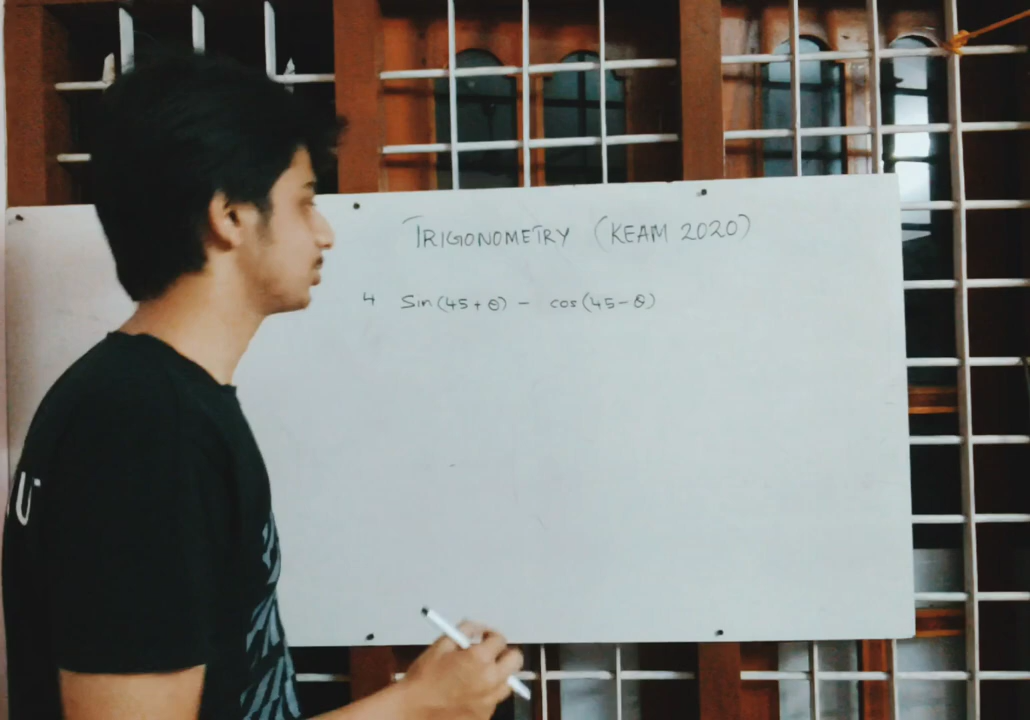 TRIGONOMETRY (KEAM 2020)
4 Sin(45+θ) - cos(45-θ)